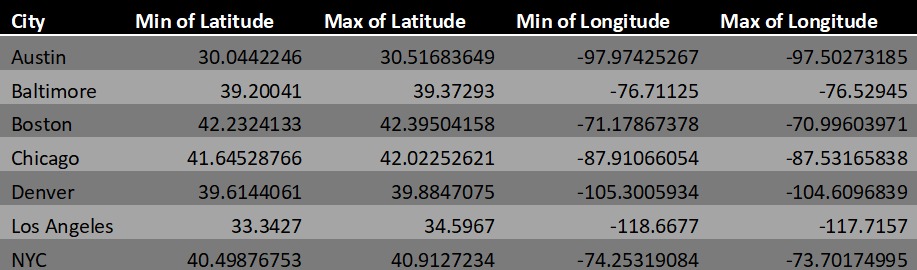 City Min of Latitude Max of Latitude Min of Longitude Max of Longitude
Austin 30.0442246 30.51683649 -97.97425267 -97.50273185
Baltimore 39.20041 39.37293 -76.71125 -76.52945
Boston 42.2324133 42.39504158 -71.17867378 -70.99603971
Chicago 41.64528766 42.02252621 -87.91066054 -87.53165838
Denver 39.6144061 39.8847075 -105.3005934 -104.6096839
Los Angeles 33.3427 34.5967 -118.6677 -117.7157
NYC 40.49876753 40.9127234 -74.25319084 -73.70174995